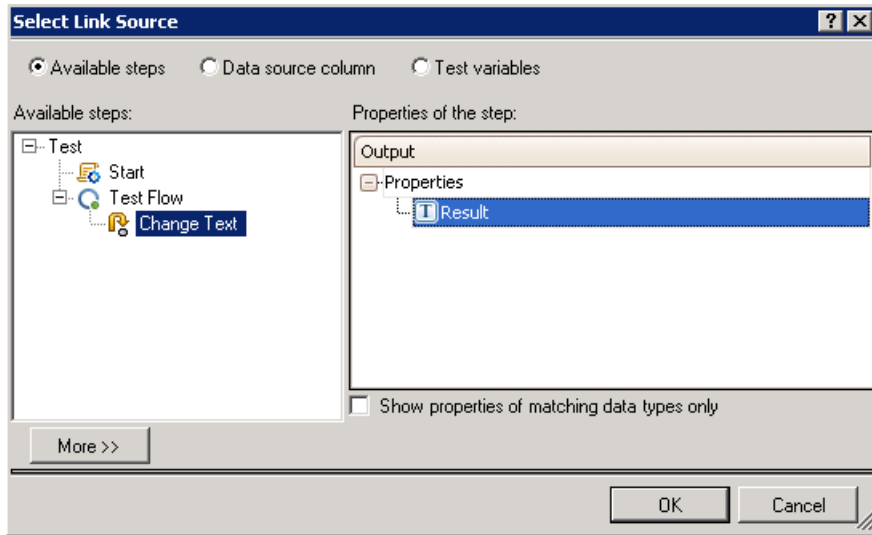 Select Link Source
Available steps Data source column Test variables
Available steps:
Test
Start
Test Flow
Change Text
Properties of the step:
Output
Properties
T Result
Show properties of matching data types only
More >>
OK Cancel